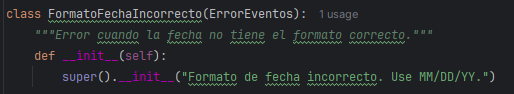 class FormatoFechaIncorrecto(ErrorEventos): 1 usage
"""Error cuando la fecha no tiene el formato correcto."""
def __init__(self):
super().__init__("Formato de fecha incorrecto. Use MM/DD/YY.")